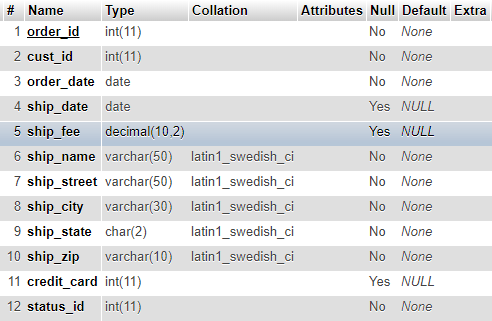 # Name Type Collation Attributes Null Default Extra
1 order_id int(11) No None
2 cust_id int(11) No None
3 order_date date No None
4 ship_date date Yes NULL
5 ship_fee decimal(10,2) Yes NULL
6 ship_name varchar(50) latin1_swedish_ci No None
7 ship_street varchar(50) latin1_swedish_ci No None
8 ship_city varchar(30) latin1_swedish_ci No None
9 ship_state char(2) latin1_swedish_ci No None
10 ship_zip varchar(10) latin1_swedish_ci No None
11 credit_card int(11) Yes NULL
12 status_id int(11) No None